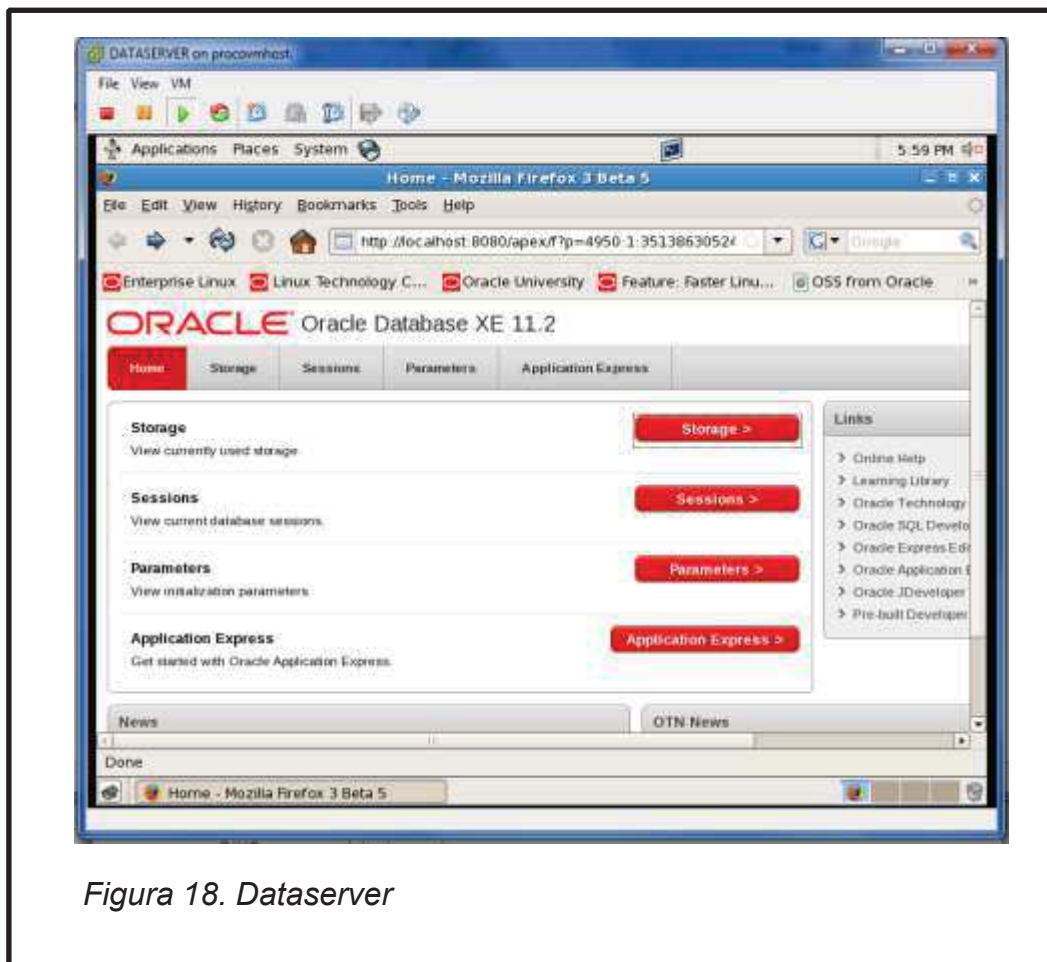 DATASERVER on procovmhost.
File View VM
Applications Places System 5:59 PM
Home - Mozilla Firefox 3 Beta 5
File Edit View History Bookmarks Tools Help
http://localhost:8080/apex/f?p=4950:1:3513863052 Google
Enterprise Linux Linux Technology C... Oracle University Feature: Faster Linu... OSS from Oracle
ORACLE Oracle Database XE 11.2
Home Storage Sessions Parameters Application Express
Storage Storage > Links
View currently used storage.
> Online Help
> Learning Library
Sessions Sessions > > Oracle Technology
View current database sessions. > Oracle SQL Develo
> Oracle Express Edi
Parameters Parameters > > Oracle Application E
View initialization parameters > Oracle JDeveloper
> Pre-built Developer
Application Express Application Express >
Get started with Oracle Application Express.
News OTN News
Done
Home - Mozilla Firefox 3 Beta 5
Figura 18. Dataserver